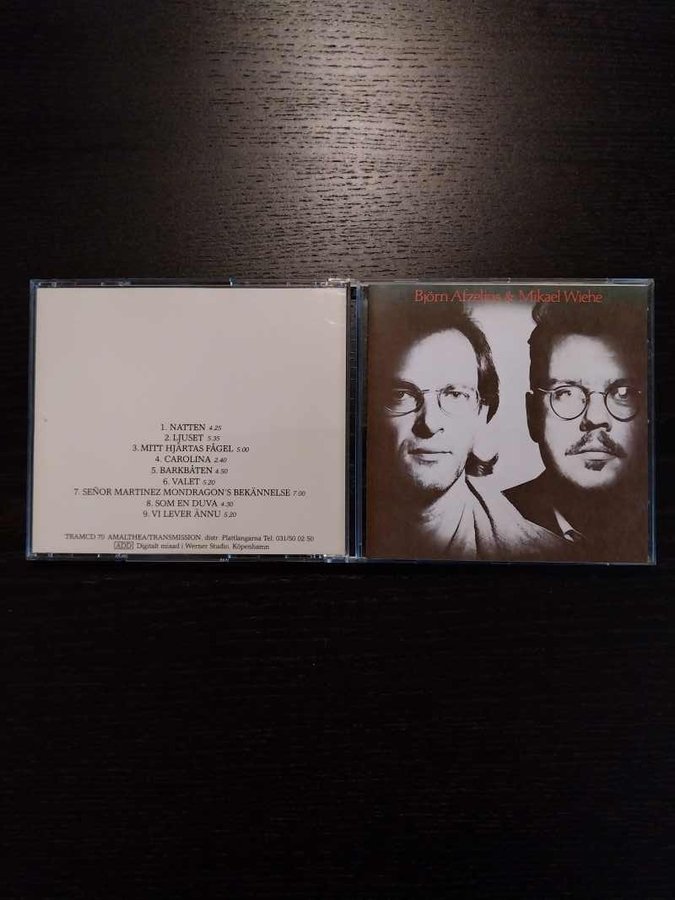 1. NATTEN 4.25
2. LJUSET 5.35
3. MITT HJÄRTAS FÅGEL 5.00
4. CAROLINA 2.40
5. BARKBÅTEN 4.50
6. VALET 5.20
7. SEÑOR MARTINEZ MONDRAGON'S BEKÄNNELSE 7.00
8. SOM EN DUVA 4.30
9. VI LEVER ÄNNU 5.20
TRAMCD 70 AMALTHEA/TRANSMISSION. distr. Plattlangarna Tel. 031/50 02 50
ADD Digitalt mixad i Werner Studio, Köpenhamn
Björn Afzelius & Mikael Wiehe